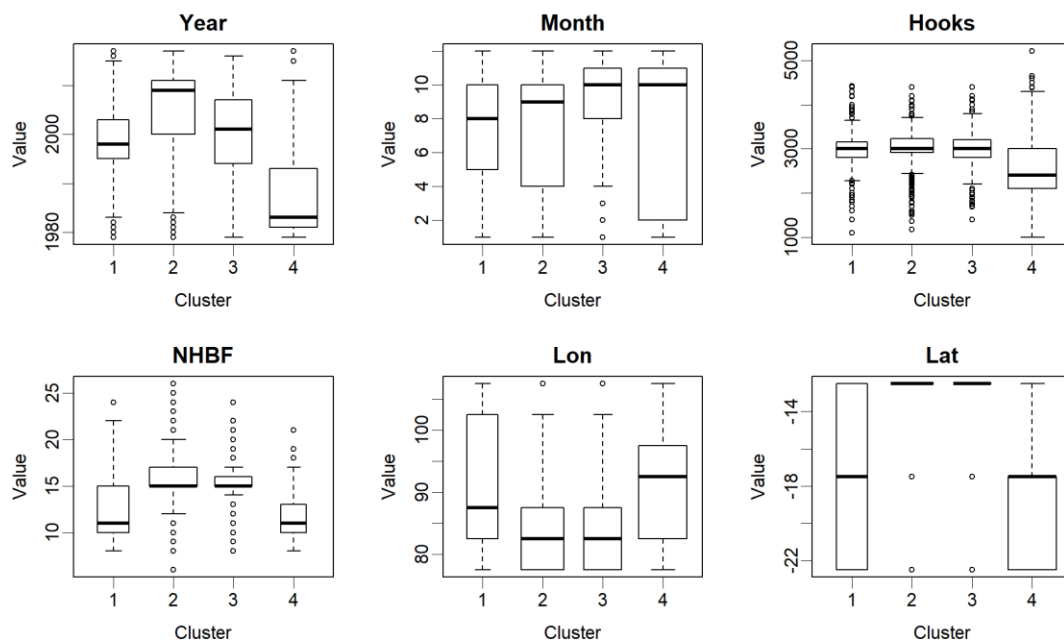 Year
Value
1980
2000
1
2
3
4
Cluster
Month
Value
2
4
6
8
10
1
2
3
4
Cluster
Hooks
Value
1000
3000
5000
1
2
3
4
Cluster
NHBF
Value
10
15
20
25
1
2
3
4
Cluster
Lon
Value
80
90
100
1
2
3
4
Cluster
Lat
Value
-22
-18
-14
1
2
3
4
Cluster